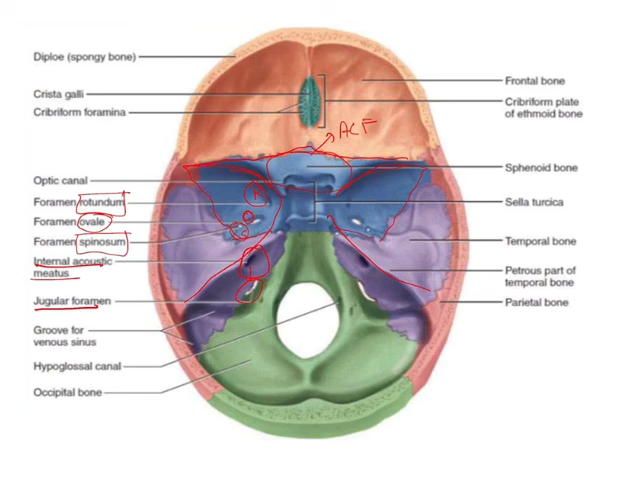 Diploe (spongy bone)
Crista galli
Cribriform foramina
ACF
Optic canal
Foramen rotundum
Foramen ovale
Foramen spinosum
Internal acoustic
meatus
Jugular foramen
Groove for
venous sinus
Hypoglossal canal
Occipital bone
Frontal bone
Cribriform plate
of ethmoid bone
Sphenoid bone
Sella turcica
Temporal bone
Petrous part of
temporal bone
Parietal bone